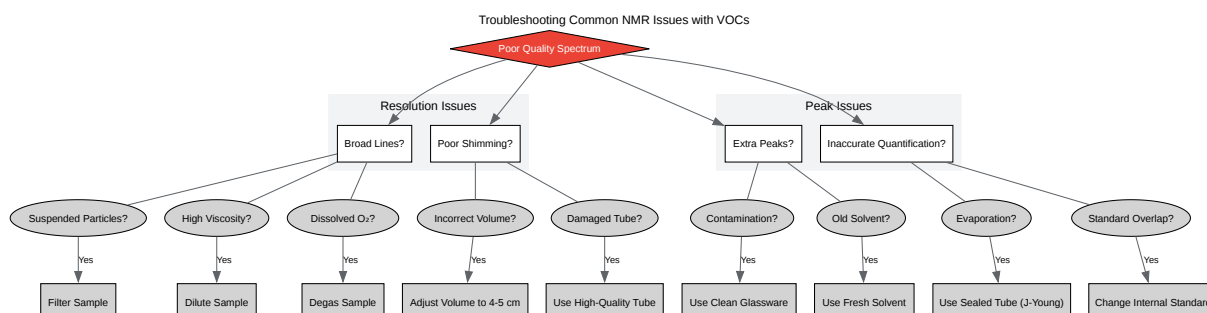 Troubleshooting Common NMR Issues with VOCs
Poor Quality Spectrum
Resolution Issues
Peak Issues
Broad Lines?
Poor Shimming?
Extra Peaks?
Inaccurate Quantification?
Suspended Particles?
High Viscosity?
Dissolved O₂?
Incorrect Volume?
Damaged Tube?
Contamination?
Old Solvent?
Evaporation?
Standard Overlap?
Yes
Yes
Yes
Yes
Yes
Yes
Yes
Yes
Yes
Filter Sample
Dilute Sample
Degas Sample
Adjust Volume to 4-5 cm
Use High-Quality Tube
Use Clean Glassware
Use Fresh Solvent
Use Sealed Tube (J-Young)
Change Internal Standard